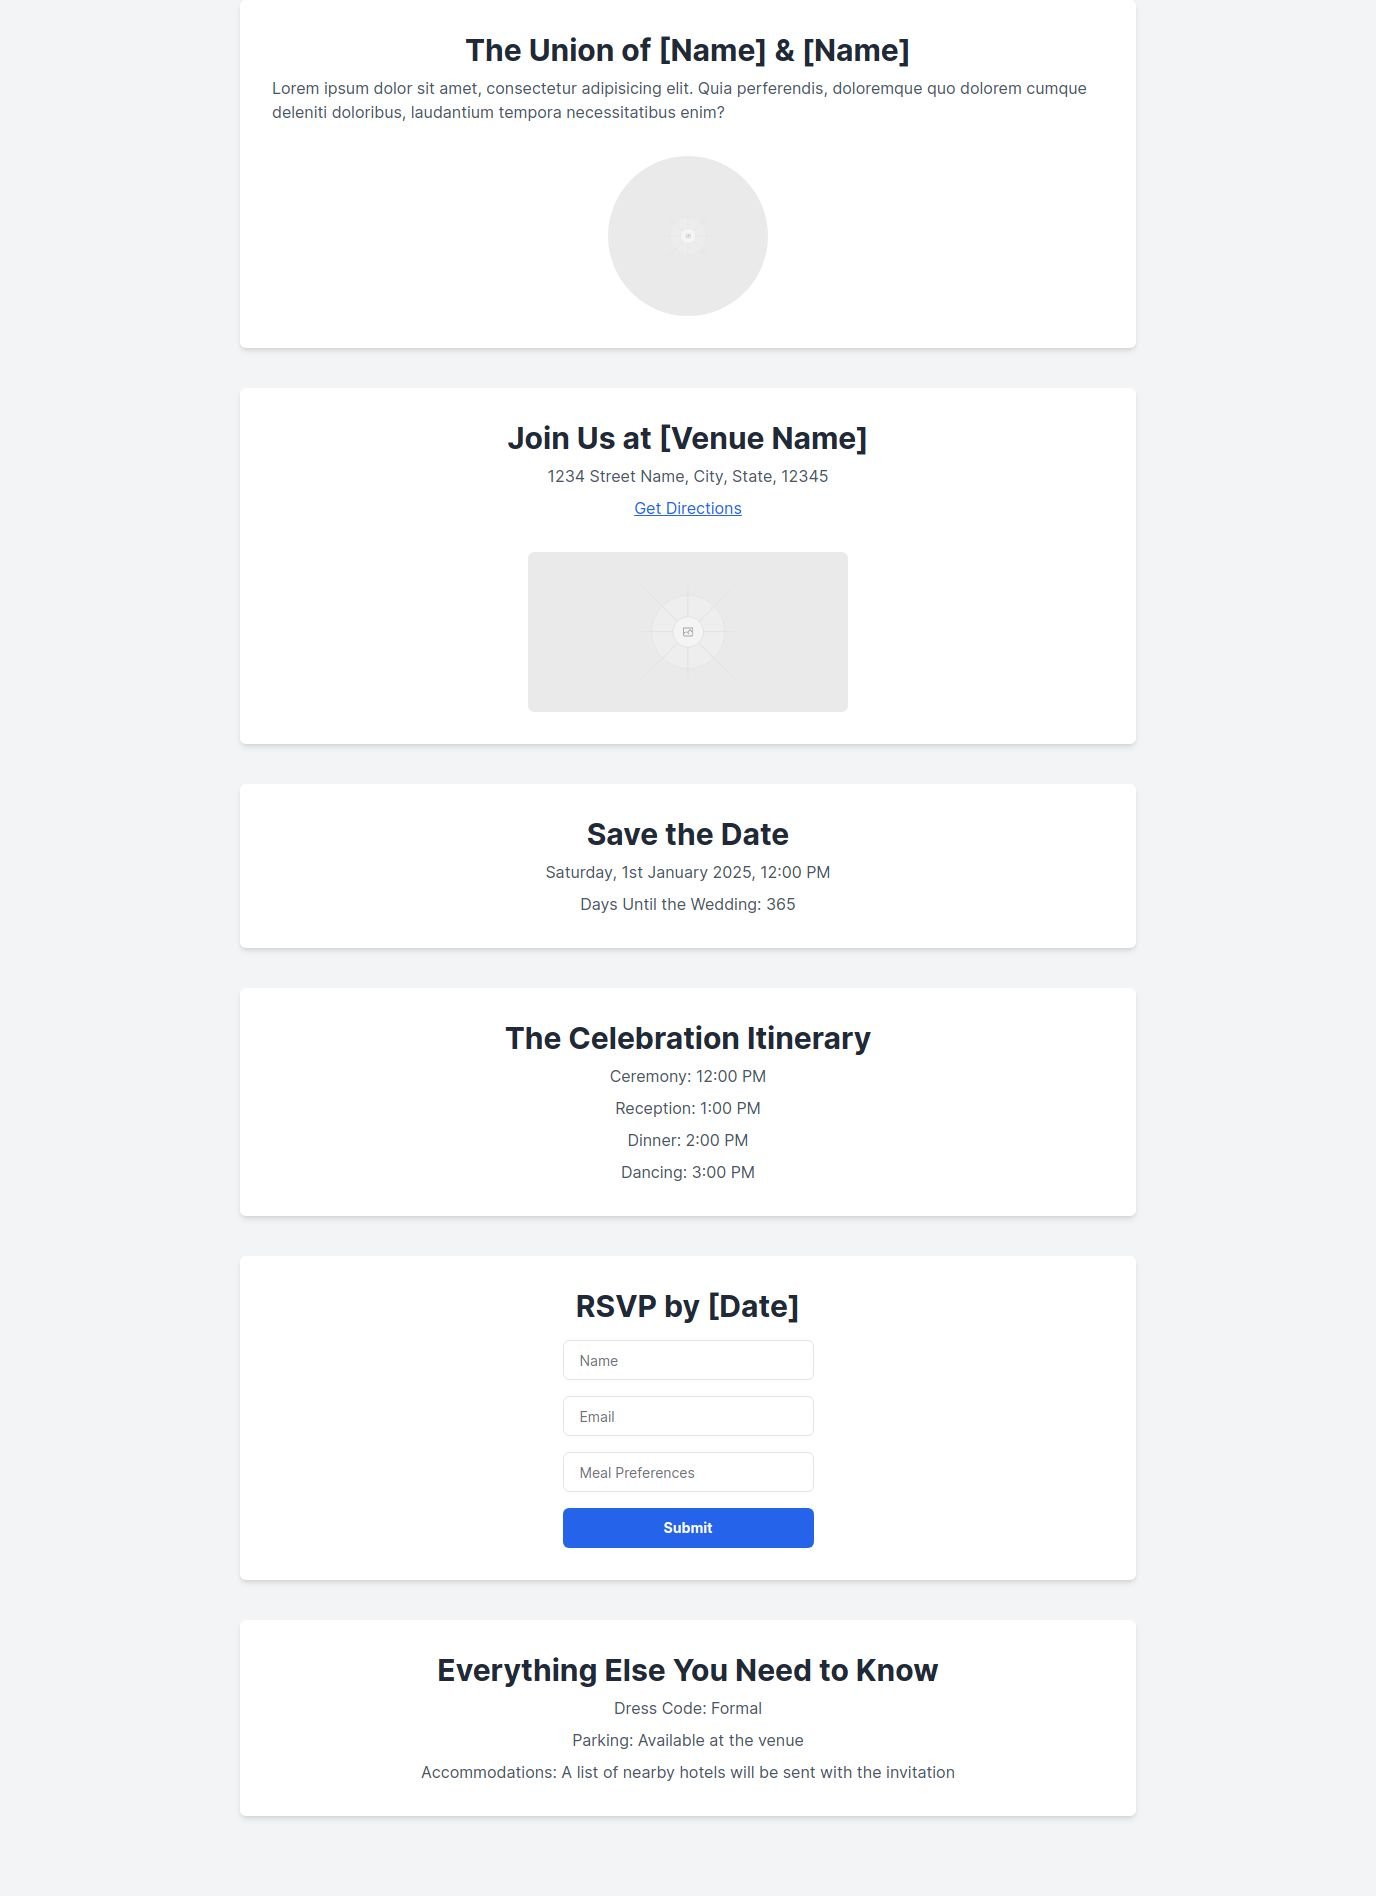 The Union of [Name] & [Name]
Lorem ipsum dolor sit amet, consectetur adipisicing elit. Quia perferendis, doloremque quo dolorem cumque
deleniti doloribus, laudantium tempora necessitatibus enim?
Join Us at [Venue Name]
1234 Street Name, City, State, 12345
Get Directions
Save the Date
Saturday, 1st January 2025, 12:00 PM
Days Until the Wedding: 365
The Celebration Itinerary
Ceremony: 12:00 PM
Reception: 1:00 PM
Dinner: 2:00 PM
Dancing: 3:00 PM
RSVP by [Date]
Name
Email
Meal Preferences
Submit
Everything Else You Need to Know
Dress Code: Formal
Parking: Available at the venue
Accommodations: A list of nearby hotels will be sent with the invitation